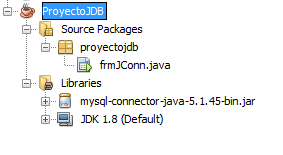 ProyectoJDB
Source Packages
proyectojdb
frmJConn.java
Libraries
mysql-connector-java-5.1.45-bin.jar
JDK 1.8 (Default)